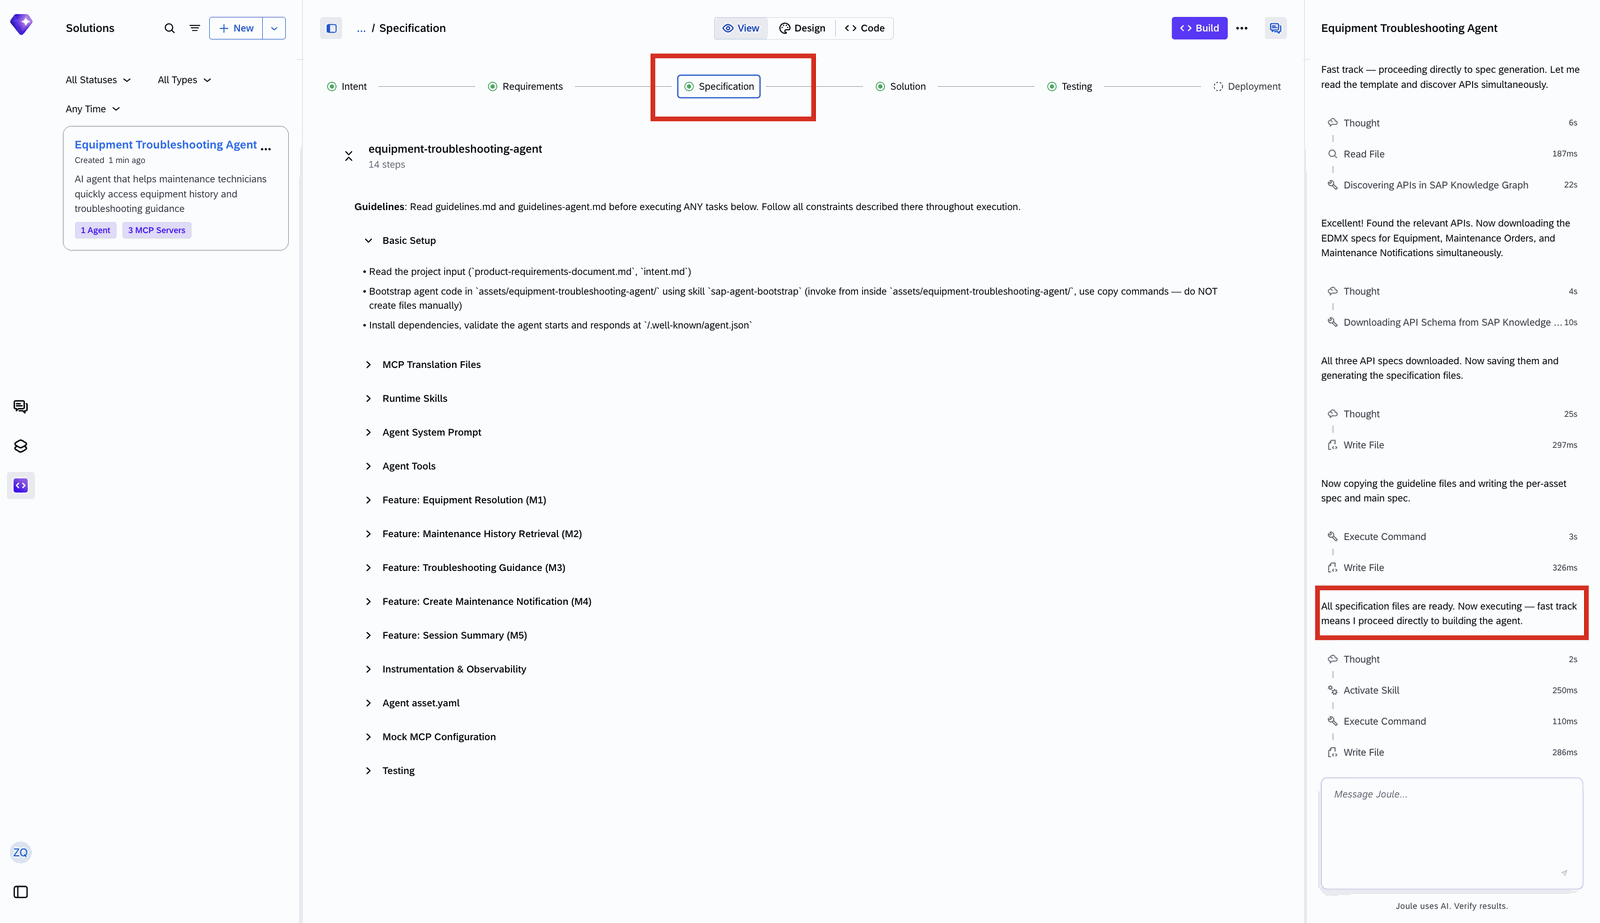 Solutions
+ New
All Statuses
All Types
Any Time
Equipment Troubleshooting Agent ...
Created 1 min ago
AI agent that helps maintenance technicians
quickly access equipment history and
troubleshooting guidance
1 Agent
3 MCP Servers
ZQ
... / Specification
View
Design
Code
Build
Intent
Requirements
Specification
Solution
Testing
Deployment
equipment-troubleshooting-agent
14 steps
Guidelines: Read guidelines.md and guidelines-agent.md before executing ANY tasks below. Follow all constraints described there throughout execution.
Basic Setup
• Read the project input (`product-requirements-document.md`, `intent.md`)
• Bootstrap agent code in `assets/equipment-troubleshooting-agent/` using skill `sap-agent-bootstrap` (invoke from inside `assets/equipment-troubleshooting-agent/`, use copy commands — do NOT
create files manually)
• Install dependencies, validate the agent starts and responds at `/.well-known/agent.json`
MCP Translation Files
Runtime Skills
Agent System Prompt
Agent Tools
Feature: Equipment Resolution (M1)
Feature: Maintenance History Retrieval (M2)
Feature: Troubleshooting Guidance (M3)
Feature: Create Maintenance Notification (M4)
Feature: Session Summary (M5)
Instrumentation & Observability
Agent asset.yaml
Mock MCP Configuration
Testing
Equipment Troubleshooting Agent
Fast track — proceeding directly to spec generation. Let me
read the template and discover APIs simultaneously.
Thought 6s
Read File 187ms
Discovering APIs in SAP Knowledge Graph 22s
Excellent! Found the relevant APIs. Now downloading the
EDMX specs for Equipment, Maintenance Orders, and
Maintenance Notifications simultaneously.
Thought 4s
Downloading API Schema from SAP Knowledge ... 10s
All three API specs downloaded. Now saving them and
generating the specification files.
Thought 25s
Write File 297ms
Now copying the guideline files and writing the per-asset
spec and main spec.
Execute Command 3s
Write File 326ms
All specification files are ready. Now executing — fast track
means I proceed directly to building the agent.
Thought 2s
Activate Skill 250ms
Execute Command 110ms
Write File 286ms
Message Joule...
Joule uses AI. Verify results.